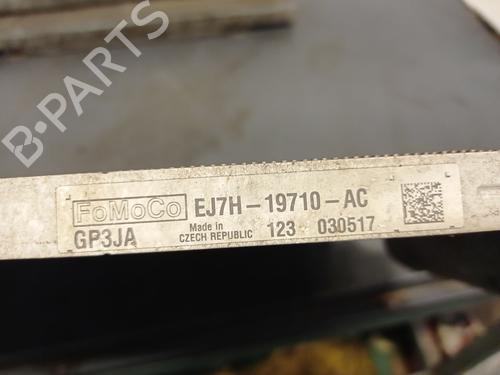 B-PARTS
FoMoCo EJ7H-19710-AC
GP3JA Made in CZECH REPUBLIC 123 030517